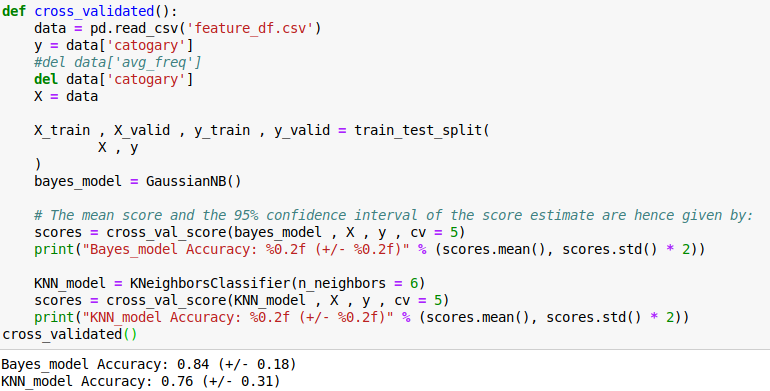 def cross_validated():
    data = pd.read_csv('feature_df.csv')
    y = data['catogary']
    #del data['avg_freq']
    del data['catogary']
    X = data

    X_train , X_valid , y_train , y_valid = train_test_split(
            X , y
    )
    bayes_model = GaussianNB()

    # The mean score and the 95% confidence interval of the score estimate are hence given by:
    scores = cross_val_score(bayes_model , X , y , cv = 5)
    print("Bayes_model Accuracy: %0.2f (+/- %0.2f)" % (scores.mean(), scores.std() * 2))

    KNN_model = KNeighborsClassifier(n_neighbors = 6)
    scores = cross_val_score(KNN_model , X , y , cv = 5)
    print("KNN_model Accuracy: %0.2f (+/- %0.2f)" % (scores.mean(), scores.std() * 2))
cross_validated()
Bayes_model Accuracy: 0.84 (+/- 0.18)
KNN_model Accuracy: 0.76 (+/- 0.31)